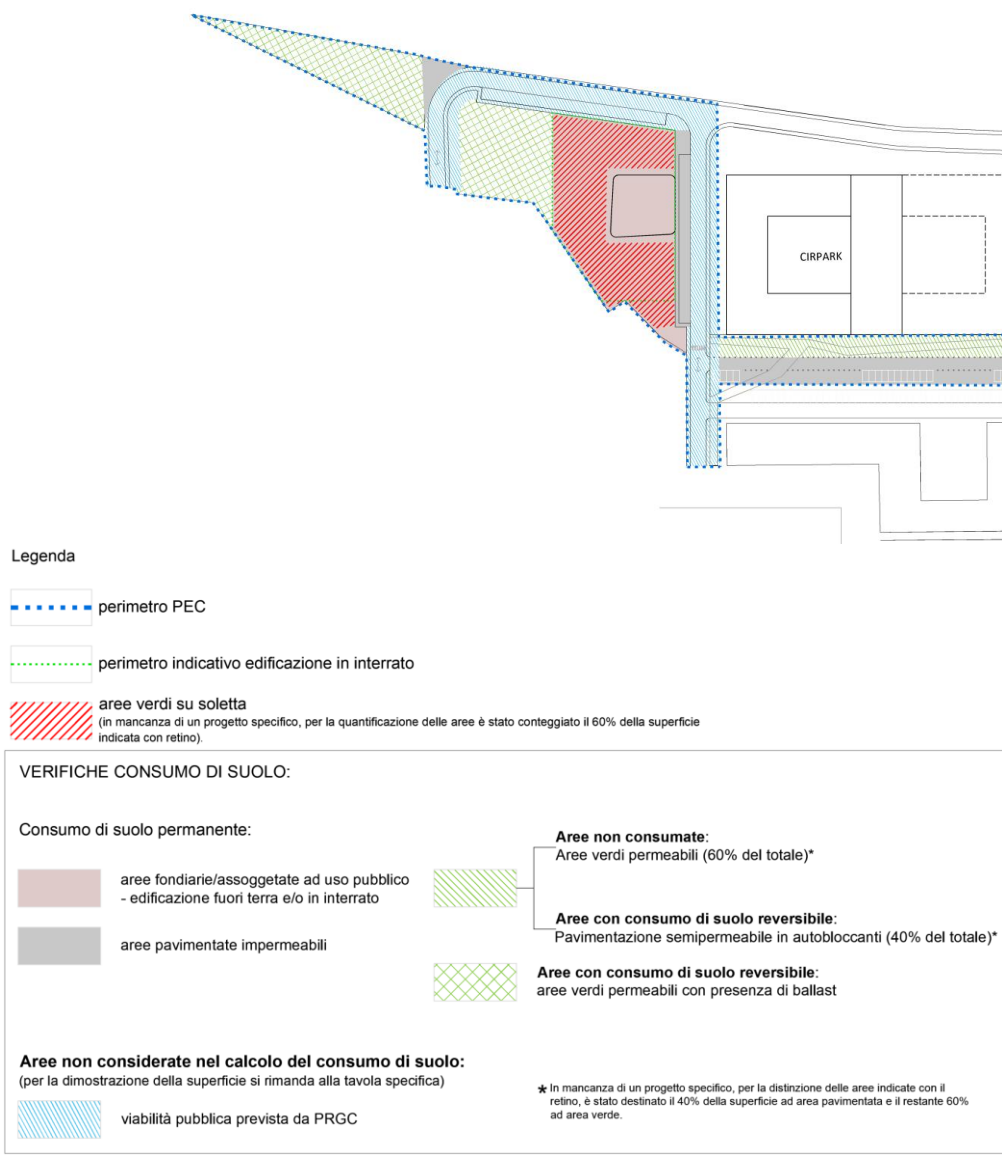 CIRPARK
Legenda
perimetro PEC
perimetro indicativo edificazione in interrato
aree verdi su soletta
(in mancanza di un progetto specifico, per la quantificazione delle aree è stato conteggiato il 60% della superficie
indicata con retino).
VERIFICHE CONSUMO DI SUOLO:
Consumo di suolo permanente:
aree fondiarie/assoggetate ad uso pubblico
- edificazione fuori terra e/o in interrato
aree pavimentate impermeabili
Aree non consumate:
Aree verdi permeabili (60% del totale)*
Aree con consumo di suolo reversibile:
Pavimentazione semipermeabile in autobloccanti (40% del totale)*
Aree con consumo di suolo reversibile:
aree verdi permeabili con presenza di ballast
Aree non considerate nel calcolo del consumo di suolo:
(per la dimostrazione della superficie si rimanda alla tavola specifica)
viabilità pubblica prevista da PRGC
* In mancanza di un progetto specifico, per la distinzione delle aree indicate con il
retino, è stato destinato il 40% della superficie ad area pavimentata e il restante 60%
ad area verde.